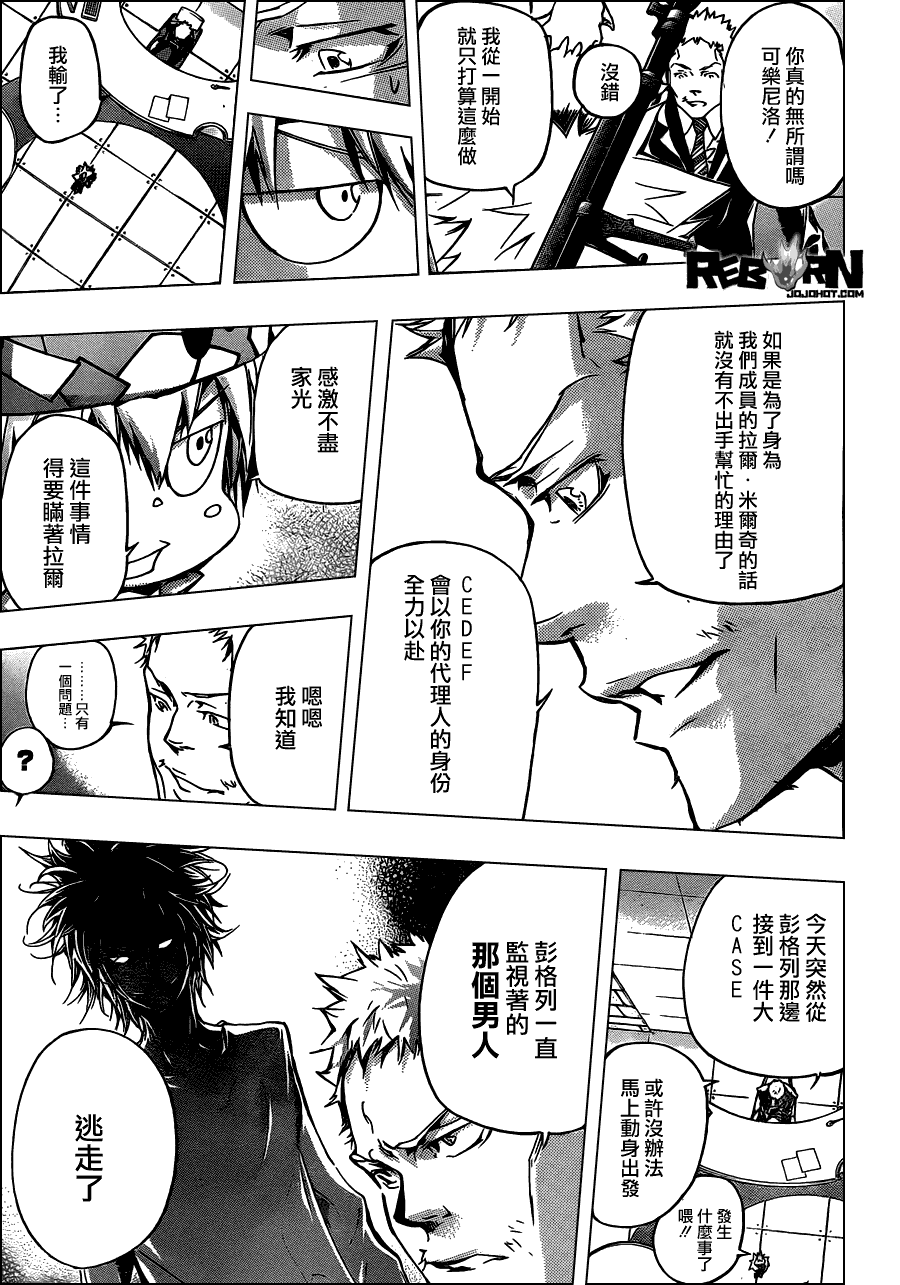 你真的無所謂嗎
可樂尼洛!
沒錯
我從一開始
就只打算這麼做
我輸了…
REBORN
JOJOHOT.COM
如果是為了身為
我們成員的拉爾·米爾奇的話
就沒有不出手幫忙的理由了
CEDEF
會以你的代理人的身份
全力以赴
感激不盡
家光
這件事情
得要瞞著拉爾
嗯嗯
我知道
………只有
一個問題…
?
今天突然從
彭格列那邊
接到一件大
CASE
或許沒辦法
馬上動身出發
發生
什麼事了
喂!!
彭格列一直
監視著的
那個男人
逃走了